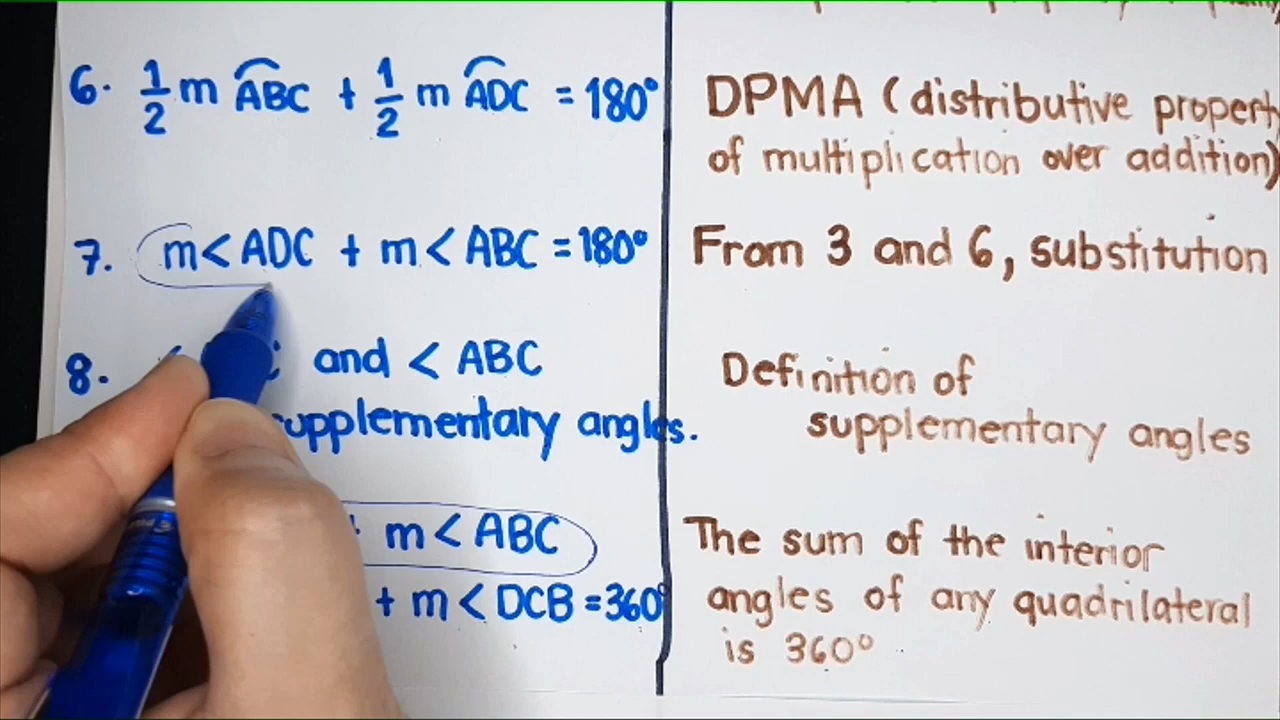 6. 1/2 m ABC + 1/2 m ADC = 180°
DPMA (distributive property
of multiplication over addition)
7. m<ADC + m<ABC = 180°
From 3 and 6, substitution
8. and < ABC
supplementary angles.
Definition of
supplementary angles
+ m<ABC
+ m<DCB = 360°
The sum of the interior
angles of any quadrilateral
is 360°